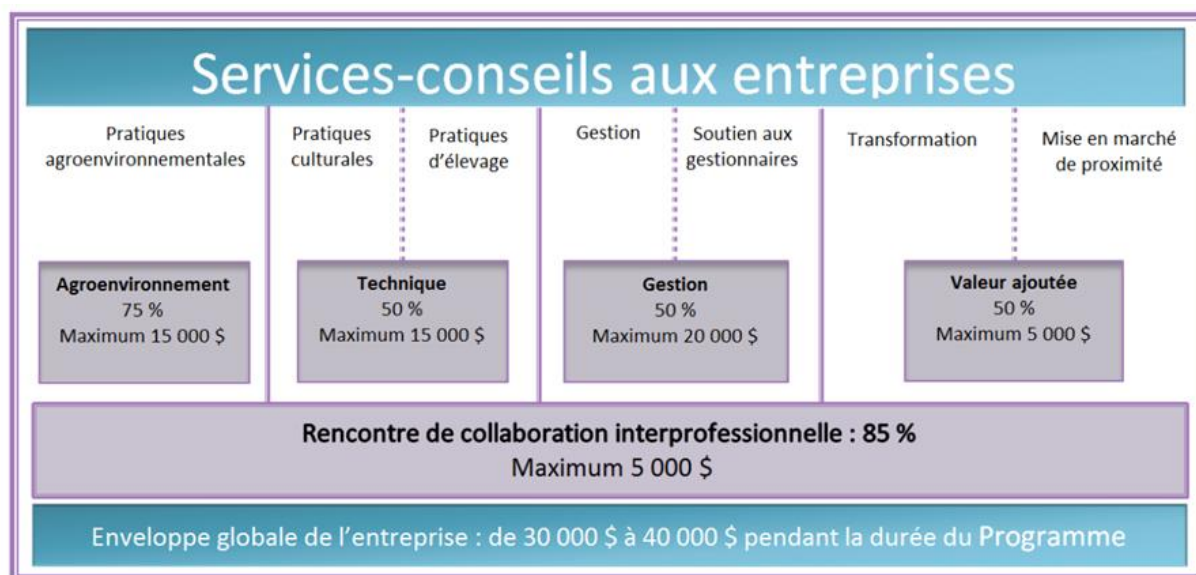 Services-conseils aux entreprises
Pratiques
agroenvironnementales
Pratiques
culturales
Pratiques
d'élevage
Gestion
Soutien aux
gestionnaires
Transformation
Mise en marché
de proximité
Agroenvironnement
75 %
Maximum 15 000 $
Technique
50 %
Maximum 15 000 $
Gestion
50 %
Maximum 20 000 $
Valeur ajoutée
50 %
Maximum 5 000 $
Rencontre de collaboration interprofessionnelle : 85 %
Maximum 5 000 $
Enveloppe globale de l'entreprise : de 30 000 $ à 40 000 $ pendant la durée du Programme